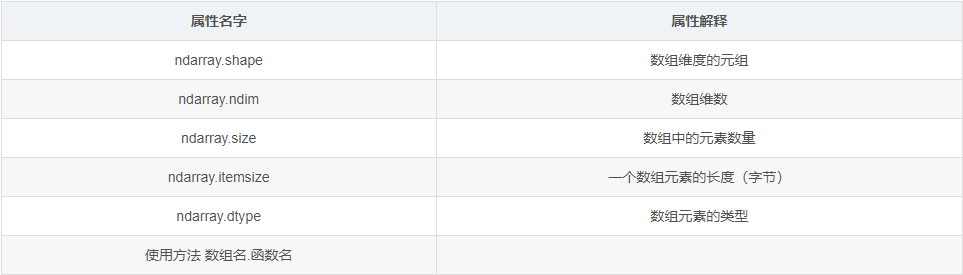 属性名字 属性解释
ndarray.shape 数组维度的元组
ndarray.ndim 数组维数
ndarray.size 数组中的元素数量
ndarray.itemsize 一个数组元素的长度（字节）
ndarray.dtype 数组元素的类型
使用方法 数组名.函数名